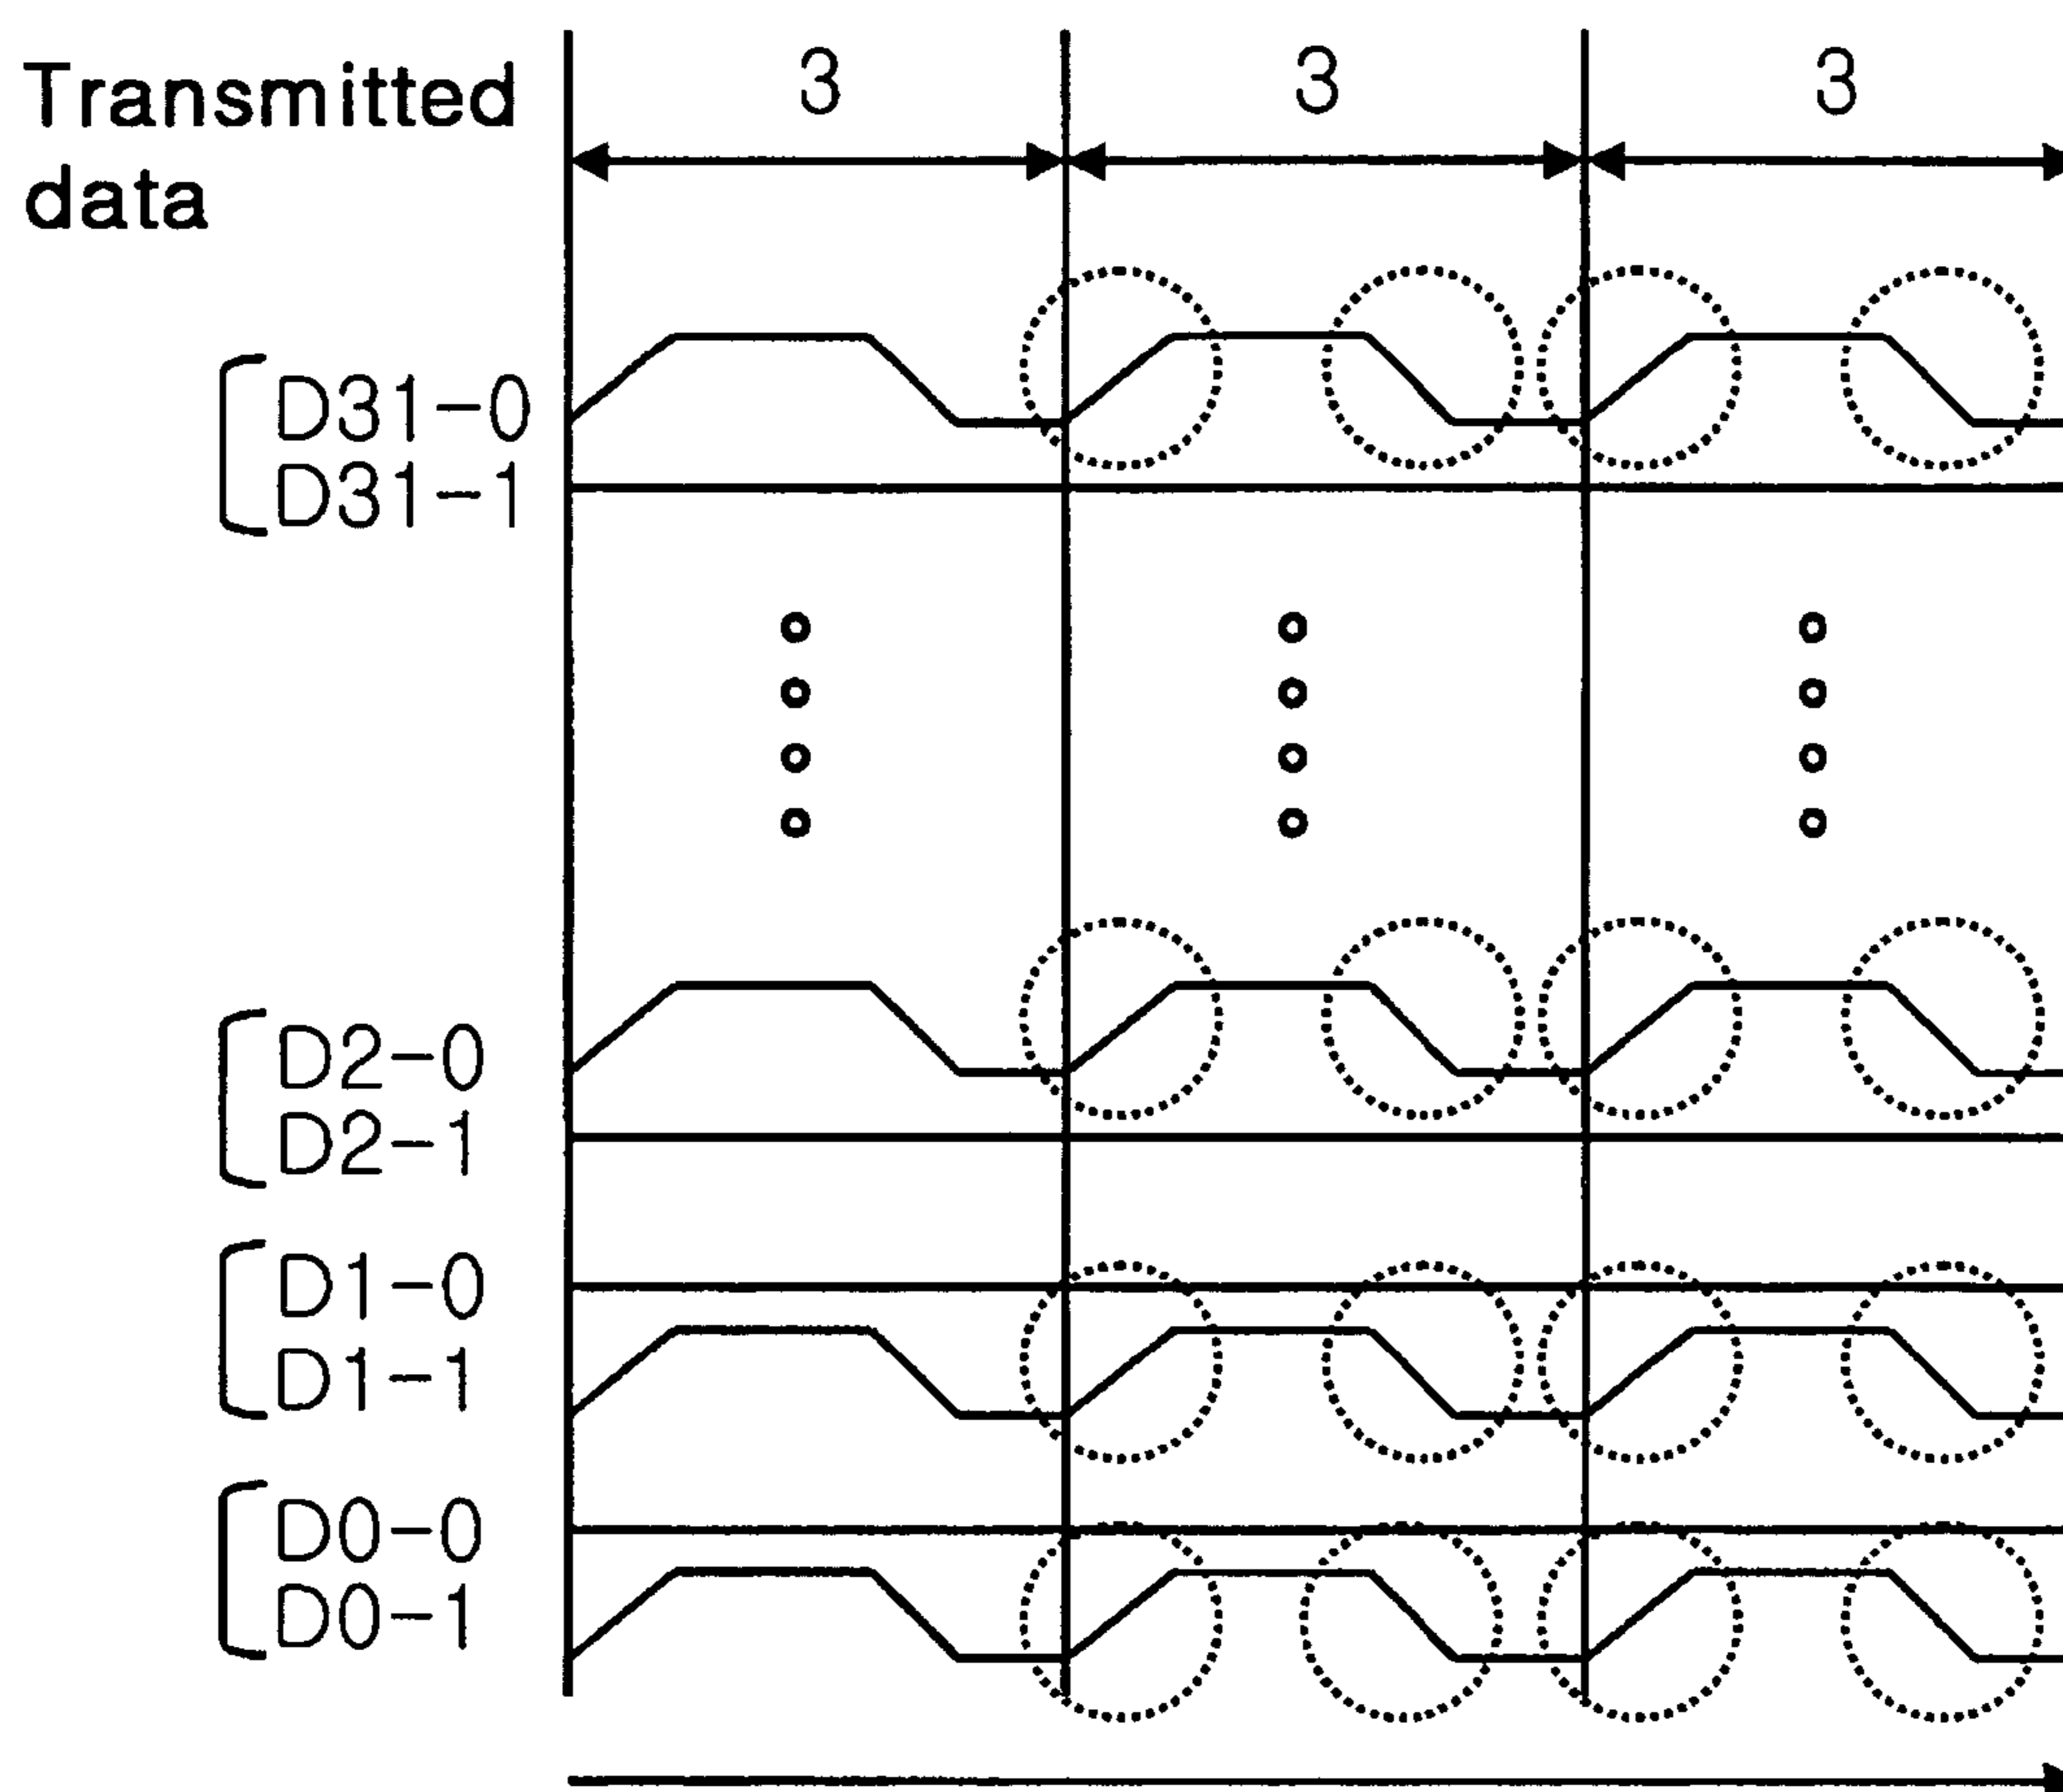 Transmitted
data
3 3 3
D31-0
D31-1
D2-0
D2-1
D1-0
D1-1
D0-0
D0-1